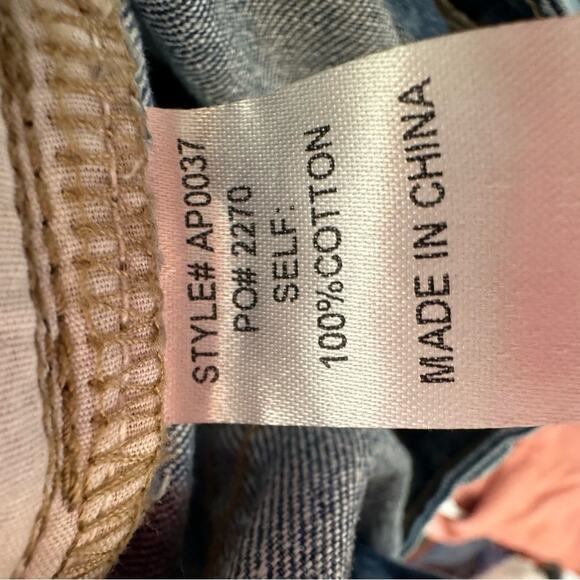 STYLE# AP0037
PO# 2270
SELF:
100%COTTON
MADE IN CHINA